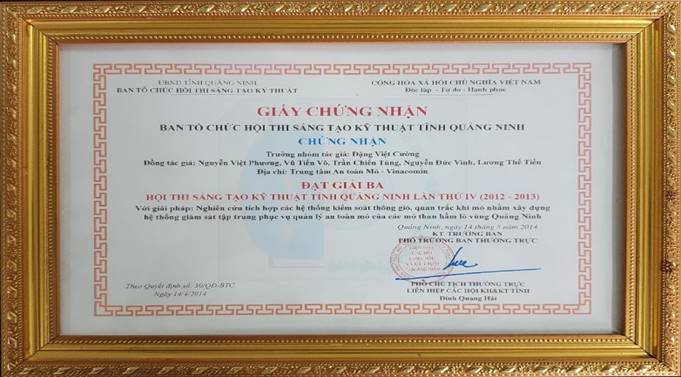 UBND TỈNH QUẢNG NINH
BAN TỔ CHỨC HỘI THI SÁNG TẠO KỸ THUẬT
CỘNG HÒA XÃ HỘI CHỦ NGHĨA VIỆT NAM
Độc lập - Tự do - Hạnh phúc
GIẤY CHỨNG NHẬN
BAN TỔ CHỨC HỘI THI SÁNG TẠO KỸ THUẬT TỈNH QUẢNG NINH
CHỨNG NHẬN
Trưởng nhóm tác giả: Đặng Việt Cường
Đồng tác giả: Nguyễn Việt Phương, Vũ Tiến Võ, Trần Chiến Tùng, Nguyễn Đức Vinh, Lương Thế Tiến
Địa chỉ: Trung tâm An toàn Mỏ - Vinacomin
ĐẠT GIẢI BA
HỘI THI SÁNG TẠO KỸ THUẬT TỈNH QUẢNG NINH LẦN THỨ IV (2012 - 2013)
Với giải pháp: Nghiên cứu tích hợp các hệ thống kiểm soát thông gió, quan trắc khí mỏ nhằm xây dựng
hệ thống giám sát tập trung phục vụ quản lý an toàn mỏ của các mỏ than hầm lò vùng Quảng Ninh
Quảng Ninh, ngày 14 tháng 5 năm 2014
KT. TRƯỞNG BAN
PHÓ TRƯỞNG BAN THƯỜNG TRỰC
PHÓ CHỦ TỊCH THƯỜNG TRỰC
LIÊN HIỆP CÁC HỘI KH&KT TỈNH
Đinh Quang Hải
Theo Quyết định số: 30/QĐ-BTC
Ngày 14/4/2014